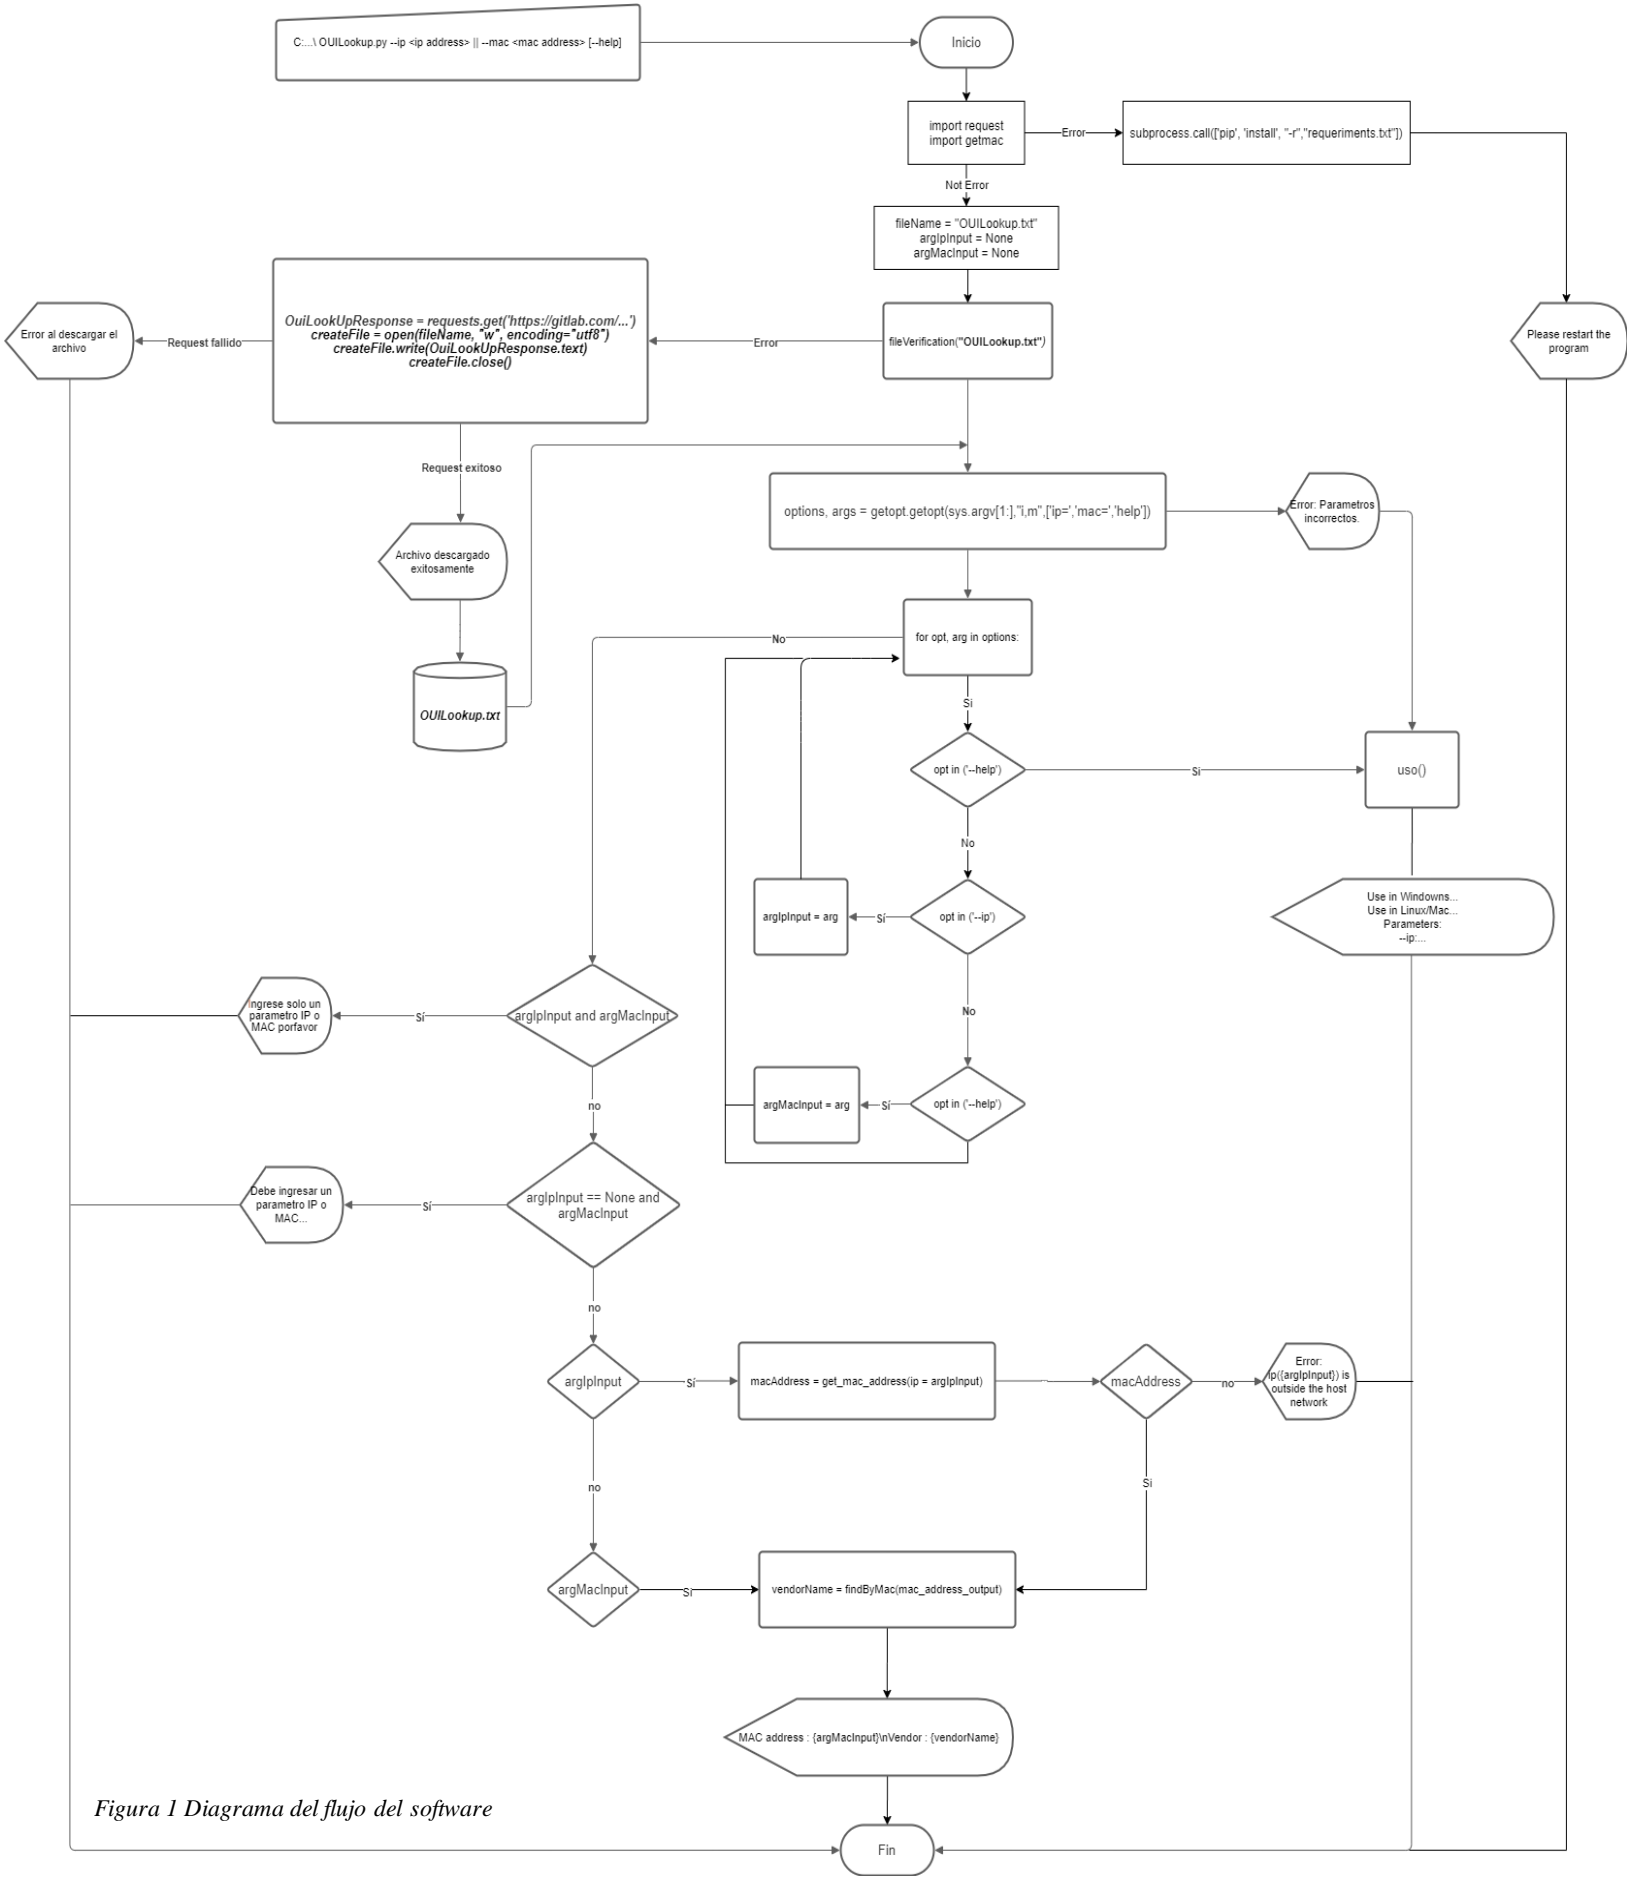 C:...\ OUILookup.py --ip <ip address> || --mac <mac address> [--help]
Inicio
import request
import getmac
Error
subprocess.call(['pip', 'install', "-r","requeriments.txt"])
Not Error
fileName = "OUILookup.txt"
argIpInput = None
argMacInput = None
Error al descargar el
archivo
Request fallido
OuiLookUpResponse = requests.get('https://gitlab.com/...')
createFile = open(fileName, "w", encoding="utf8")
createFile.write(OuiLookUpResponse.text)
createFile.close()
Error
fileVerification("OUILookup.txt")
Please restart the
program
Request exitoso
options, args = getopt.getopt(sys.argv[1:],"i,m",['ip=','mac=','help'])
Error: Parametros
incorrectos.
Archivo descargado
exitosamente
No
for opt, arg in options:
OUILookup.txt
Si
opt in ('--help')
Si
uso()
No
argIpInput = arg
Sí
opt in ('--ip')
Use in Windowns...
Use in Linux/Mac...
Parameters:
--ip:...
Ingrese solo un
parametro IP o
MAC porfavor
Sí
argIpInput and argMacInput
No
no
argMacInput = arg
Sí
opt in ('--help')
Debe ingresar un
parametro IP o
MAC...
Sí
argIpInput == None and
argMacInput
no
argIpInput
Sí
macAddress = get_mac_address(ip = argIpInput)
macAddress
no
Error:
Ip({argIpInput}) is
outside the host
network
no
Si
argMacInput
Sí
vendorName = findByMac(mac_address_output)
MAC address : {argMacInput}\nVendor : {vendorName}
Figura 1 Diagrama del flujo del software
Fin